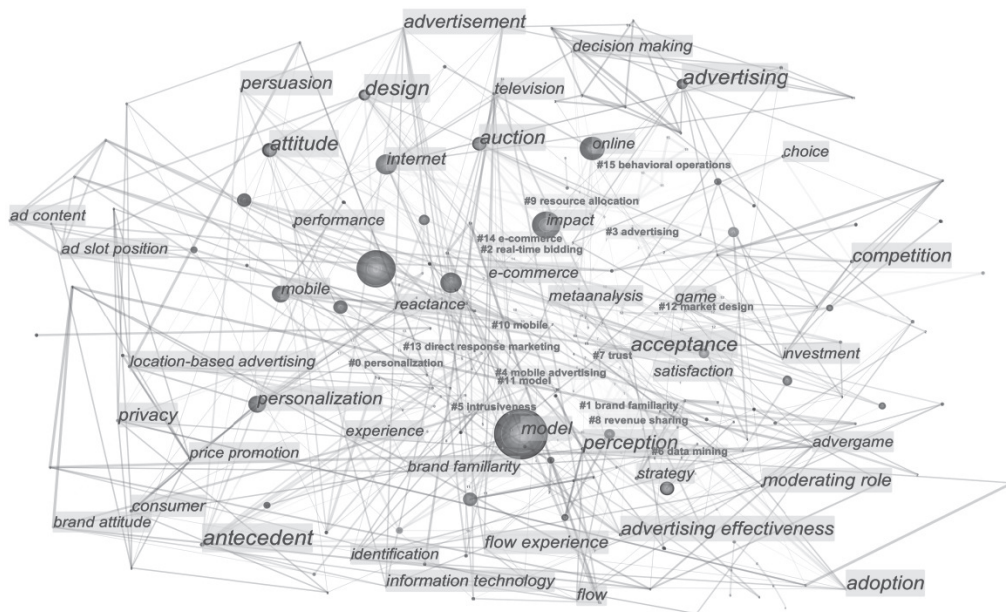 advertisement
decision making
persuasion
design
television
advertising
attitude
internet
auction
online
choice
#15 behavioral operations
#9 resource allocation
ad content
performance
impact
#3 advertising
ad slot position
#14 e-commerce
#2 real-time bidding
competition
e-commerce
mobile
reactance
metaanalysis
game
#12 market design
#10 mobile
#13 direct response marketing
acceptance
location-based advertising
#0 personalization
#7 trust
investment
#4 mobile advertising
satisfaction
#11 model
personalization
#5 intrusiveness
#1 brand familiarity
privacy
experience
model
#8 revenue sharing
perception
advergame
price promotion
#6 data mining
brand famillarity
strategy
moderating role
consumer
brand attitude
antecedent
flow experience
advertising effectiveness
identification
information technology
flow
adoption